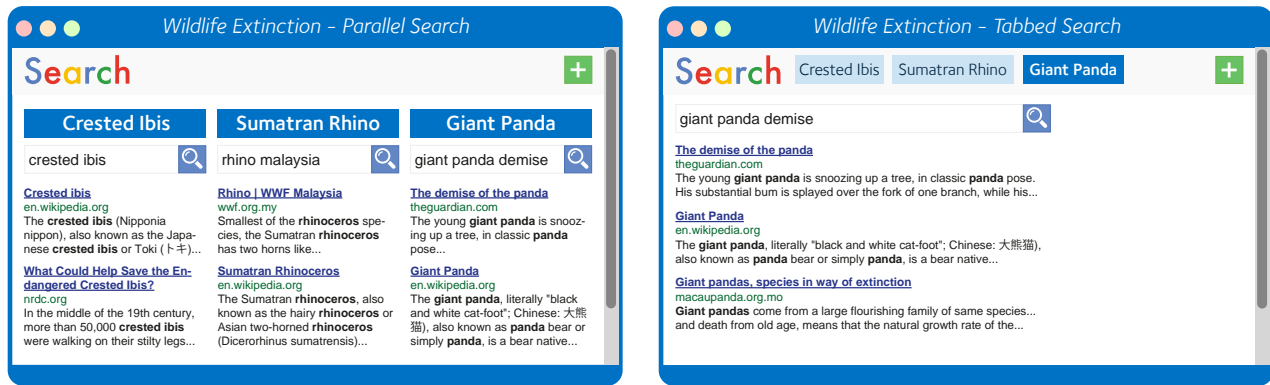 Wildlife Extinction – Parallel Search
Search
+
Crested Ibis
crested ibis
Crested ibis
en.wikipedia.org
The crested ibis (Nipponia
nippon), also known as the Japa-
nese crested ibis or Toki (トキ)...
What Could Help Save the En-
dangered Crested Ibis?
nrdc.org
In the middle of the 19th century,
more than 50,000 crested ibis
were walking on their stilty legs...
Sumatran Rhino
rhino malaysia
Rhino | WWF Malaysia
wwf.org.my
Smallest of the rhinoceros spe-
cies, the Sumatran rhinoceros
has two horns like...
Sumatran Rhinoceros
en.wikipedia.org
The Sumatran rhinoceros, also
known as the hairy rhinoceros or
Asian two-horned rhinoceros
(Dicerorhinus sumatrensis)...
Giant Panda
giant panda demise
The demise of the panda
theguardian.com
The young giant panda is snooz-
ing up a tree, in classic panda
pose...
Giant Panda
en.wikipedia.org
The giant panda, literally "black
and white cat-foot"; Chinese: 大熊
猫), also known as panda bear or
simply panda, is a bear native...
Wildlife Extinction – Tabbed Search
Search
Crested Ibis
Sumatran Rhino
Giant Panda
+
giant panda demise
The demise of the panda
theguardian.com
The young giant panda is snoozing up a tree, in classic panda pose.
His substantial bum is splayed over the fork of one branch, while his...
Giant Panda
en.wikipedia.org
The giant panda, literally "black and white cat-foot"; Chinese: 大熊猫),
also known as panda bear or simply panda, is a bear native...
Giant pandas, species in way of extinction
macaupanda.org.mo
Giant pandas come from a large flourishing family of same species...
and death from old age, means that the natural growth rate of the...